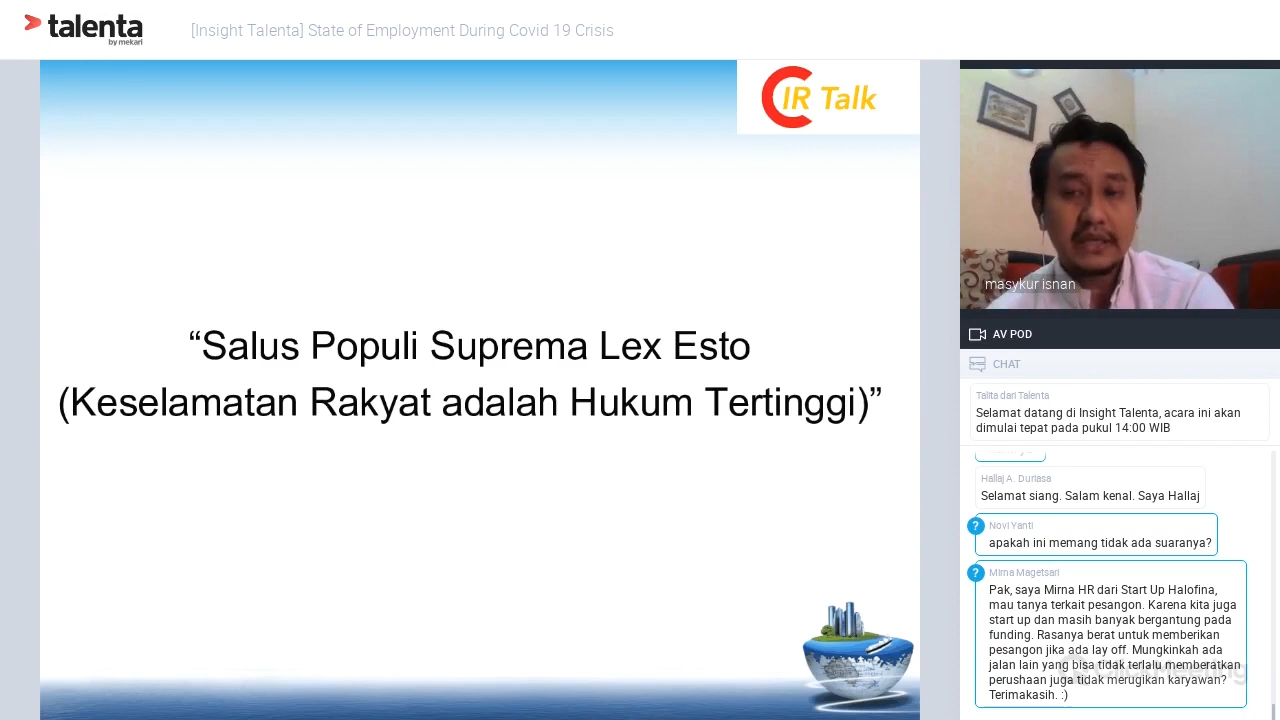 talenta
by mekari
[Insight Talenta] State of Employment During Covid 19 Crisis
CIR Talk
“Salus Populi Suprema Lex Esto
(Keselamatan Rakyat adalah Hukum Tertinggi)”
masykur isnan
AV POD
CHAT
Talita dari Talenta
Selamat datang di Insight Talenta, acara ini akan
dimulai tepat pada pukul 14:00 WIB
Hallaj A. Duriasa
Selamat siang. Salam kenal. Saya Hallaj
?
Novi Yanti
apakah ini memang tidak ada suaranya?
?
Mirna Magetsari
Pak, saya Mirna HR dari Start Up Halofina,
mau tanya terkait pesangon. Karena kita juga
start up dan masih banyak bergantung pada
funding. Rasanya berat untuk memberikan
pesangon jika ada lay off. Mungkinkah ada
jalan lain yang bisa tidak terlalu memberatkan
perushaan juga tidak merugikan karyawan?
Terimakasih. :)